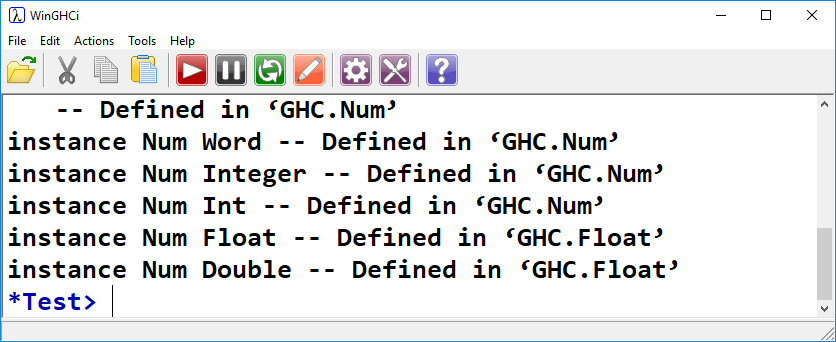 WinGHCi
File Edit Actions Tools Help
-- Defined in ‘GHC.Num’
instance Num Word -- Defined in ‘GHC.Num’
instance Num Integer -- Defined in ‘GHC.Num’
instance Num Int -- Defined in ‘GHC.Num’
instance Num Float -- Defined in ‘GHC.Float’
instance Num Double -- Defined in ‘GHC.Float’
*Test>